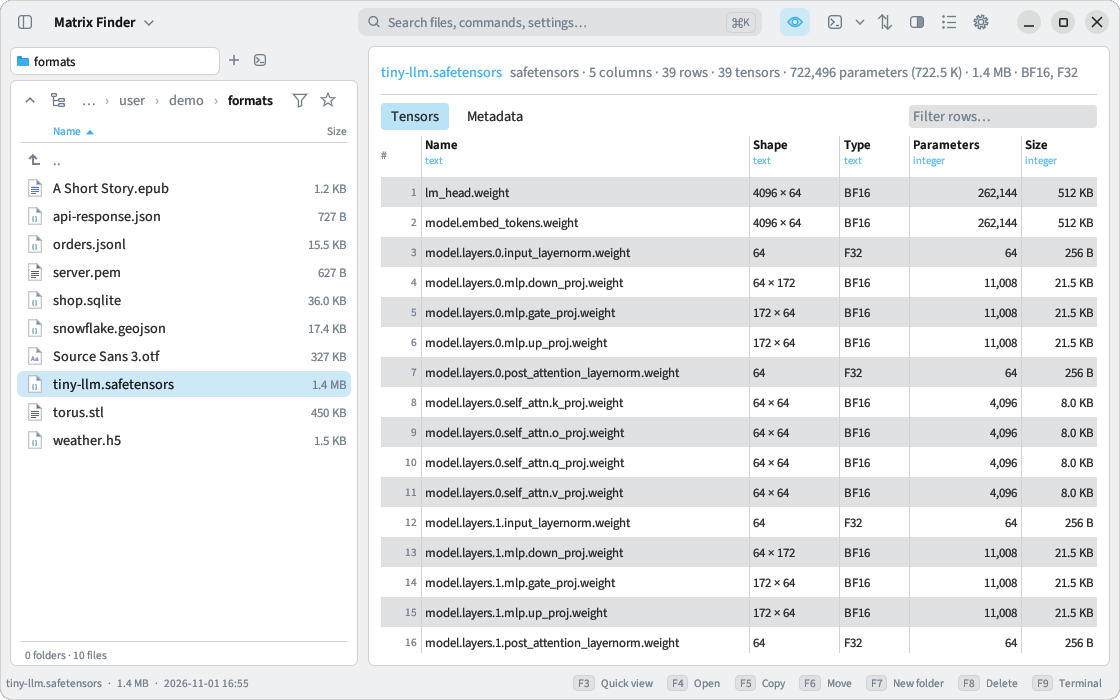 Matrix Finder
Search files, commands, settings… ⌘K
formats
… › user › demo › formats
Name Size
..
A Short Story.epub 1.2 KB
api-response.json 727 B
orders.jsonl 15.5 KB
server.pem 627 B
shop.sqlite 36.0 KB
snowflake.geojson 17.4 KB
Source Sans 3.otf 327 KB
tiny-llm.safetensors 1.4 MB
torus.stl 450 KB
weather.h5 1.5 KB
0 folders · 10 files
tiny-llm.safetensors safetensors · 5 columns · 39 rows · 39 tensors · 722,496 parameters (722.5 K) · 1.4 MB · BF16, F32
Tensors Metadata Filter rows…
# Name Shape Type Parameters Size
text text text integer integer
1 lm_head.weight 4096 × 64 BF16 262,144 512 KB
2 model.embed_tokens.weight 4096 × 64 BF16 262,144 512 KB
3 model.layers.0.input_layernorm.weight 64 F32 64 256 B
4 model.layers.0.mlp.down_proj.weight 64 × 172 BF16 11,008 21.5 KB
5 model.layers.0.mlp.gate_proj.weight 172 × 64 BF16 11,008 21.5 KB
6 model.layers.0.mlp.up_proj.weight 172 × 64 BF16 11,008 21.5 KB
7 model.layers.0.post_attention_layernorm.weight 64 F32 64 256 B
8 model.layers.0.self_attn.k_proj.weight 64 × 64 BF16 4,096 8.0 KB
9 model.layers.0.self_attn.o_proj.weight 64 × 64 BF16 4,096 8.0 KB
10 model.layers.0.self_attn.q_proj.weight 64 × 64 BF16 4,096 8.0 KB
11 model.layers.0.self_attn.v_proj.weight 64 × 64 BF16 4,096 8.0 KB
12 model.layers.1.input_layernorm.weight 64 F32 64 256 B
13 model.layers.1.mlp.down_proj.weight 64 × 172 BF16 11,008 21.5 KB
14 model.layers.1.mlp.gate_proj.weight 172 × 64 BF16 11,008 21.5 KB
15 model.layers.1.mlp.up_proj.weight 172 × 64 BF16 11,008 21.5 KB
16 model.layers.1.post_attention_layernorm.weight 64 F32 64 256 B
tiny-llm.safetensors · 1.4 MB · 2026-11-01 16:55 F3 Quick view F4 Open F5 Copy F6 Move F7 New folder F8 Delete F9 Terminal